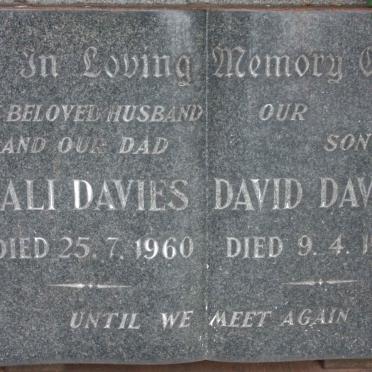 In Loving Memory
BELOVED HUSBAND OUR
AND OUR DAD SON
ALI DAVIES DAVID DAV
DIED 25.7.1960 DIED 9.4.1
UNTIL WE MEET AGAIN